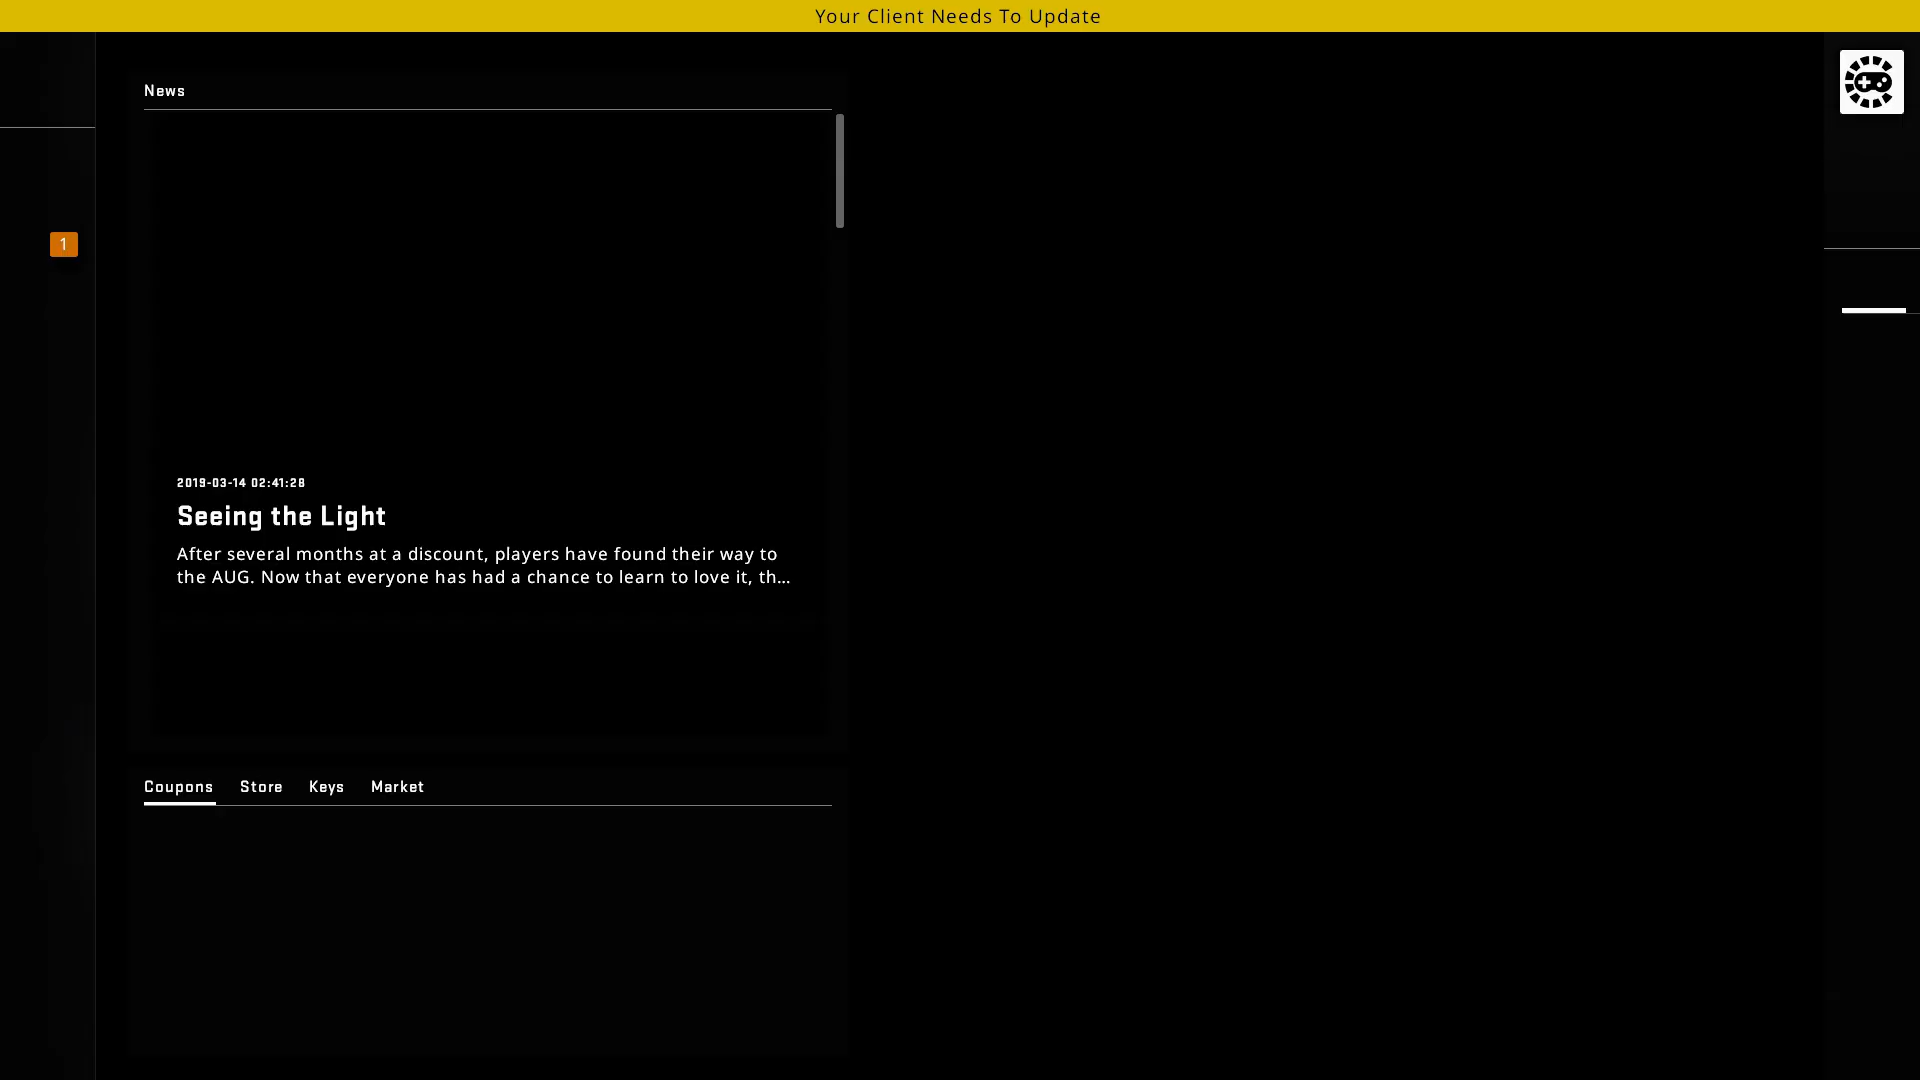 Your Client Needs To Update
News
1
2019-03-14 02:41:28
Seeing the Light
After several months at a discount, players have found their way to
the AUG. Now that everyone has had a chance to learn to love it, th...
Coupons Store Keys Market